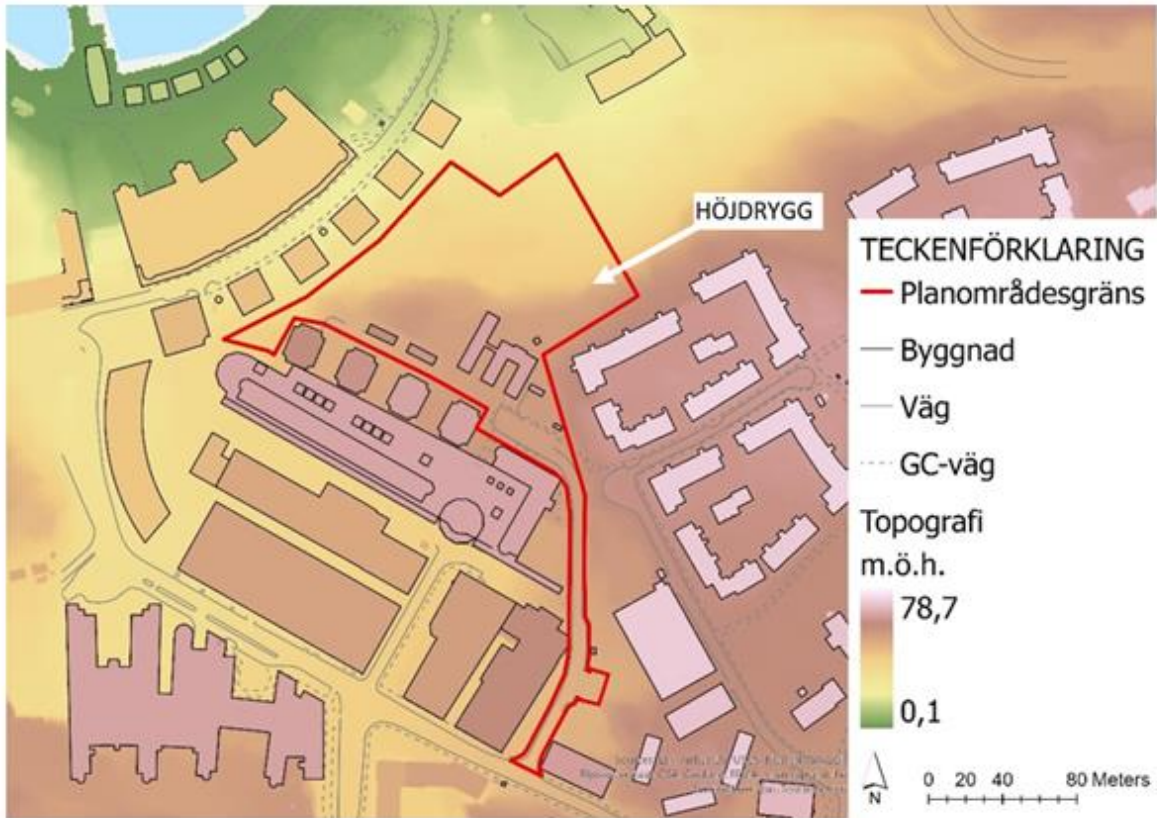 HÖJDRYGG
TECKENFÖRKLARING
Planområdesgräns
Byggnad
Väg
GC-väg
Topografi
m.ö.h.
78,7
0,1
N
0 20 40 80 Meters